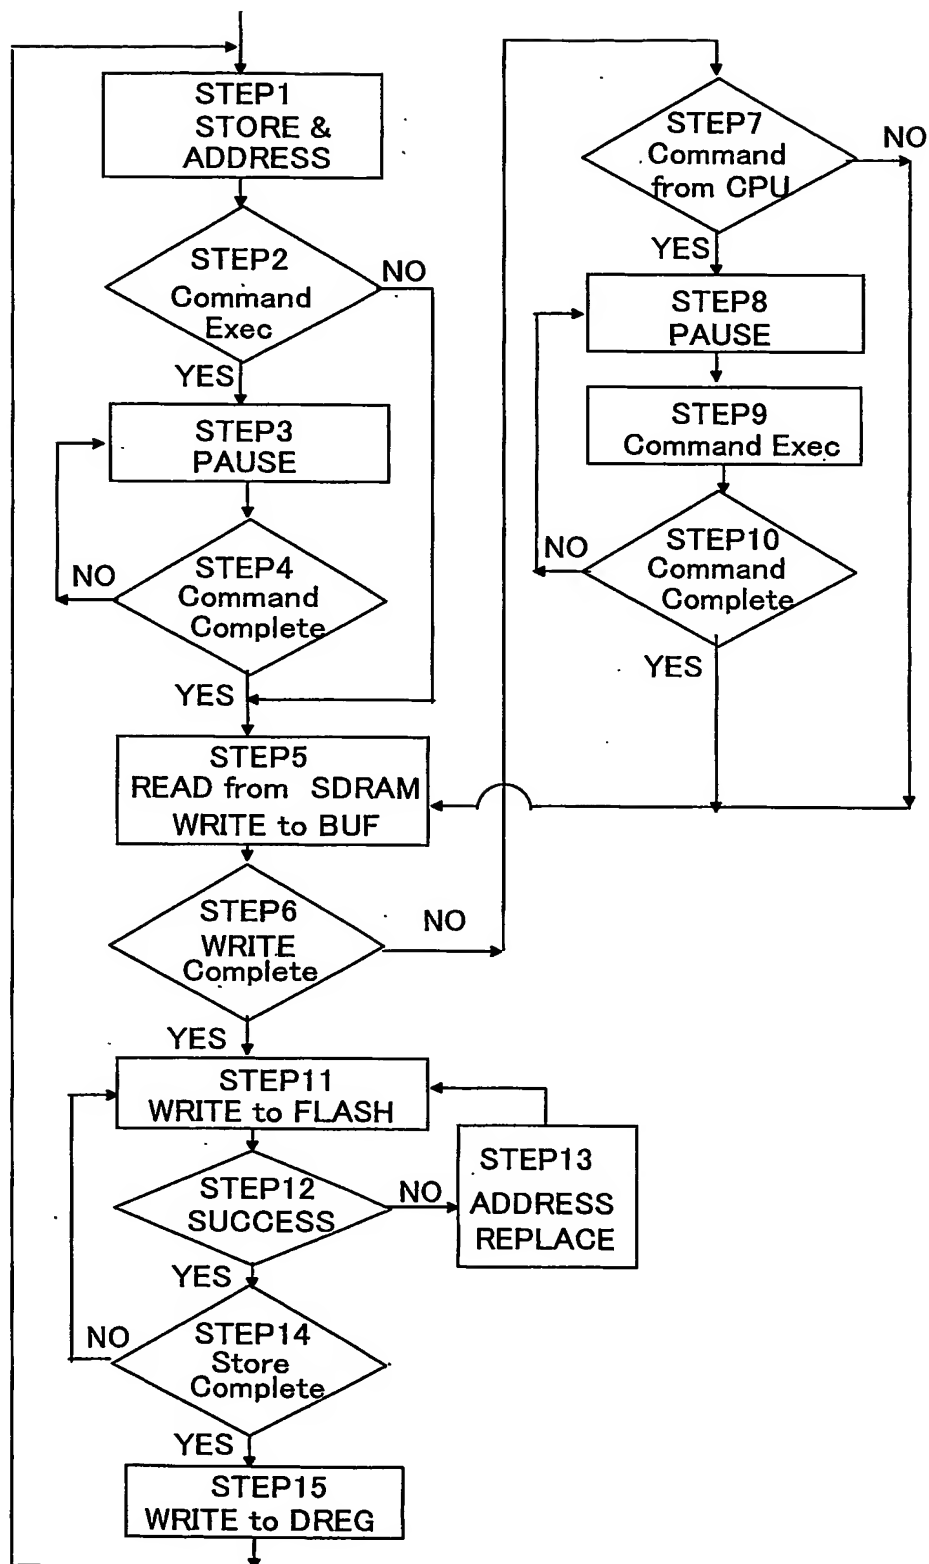 STEP1
STORE &
ADDRESS
STEP2
Command
Exec
NO
YES
STEP3
PAUSE
STEP4
Command
Complete
NO
YES
STEP5
READ from SDRAM
WRITE to BUF
STEP6
WRITE
Complete
NO
YES
STEP7
Command
from CPU
NO
YES
STEP8
PAUSE
STEP9
Command Exec
STEP10
Command
Complete
NO
YES
STEP11
WRITE to FLASH
STEP12
SUCCESS
NO
YES
STEP13
ADDRESS
REPLACE
STEP14
Store
Complete
NO
YES
STEP15
WRITE to DREG